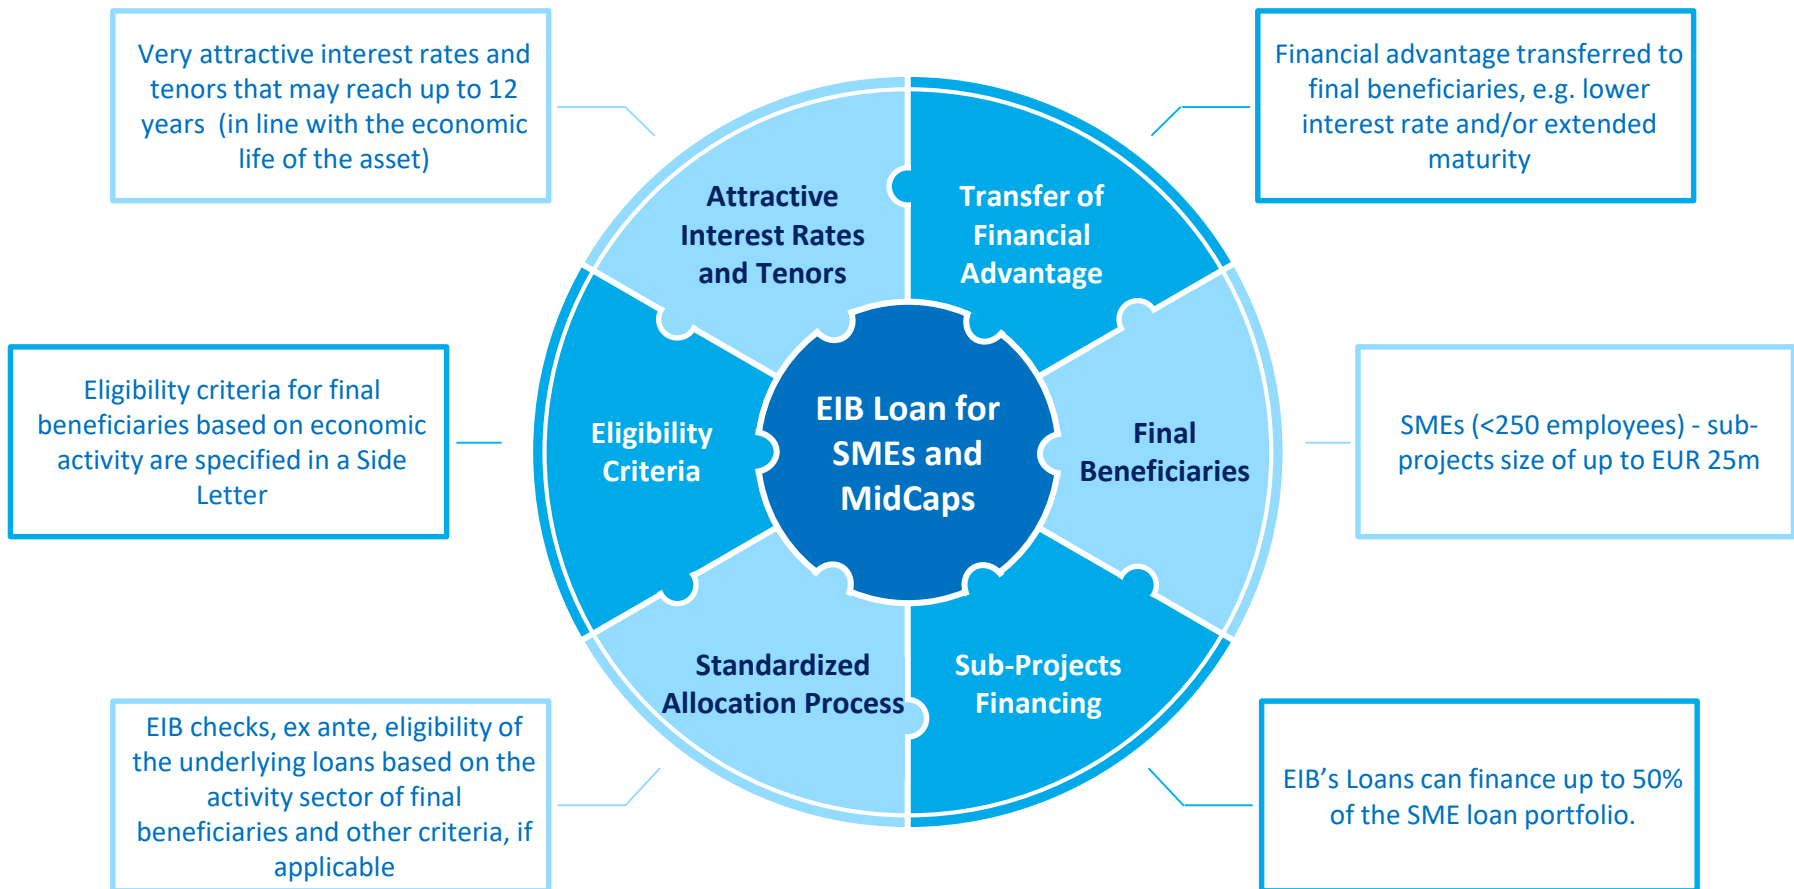 Very attractive interest rates and
tenors that may reach up to 12
years (in line with the economic
life of the asset)
Financial advantage transferred to
final beneficiaries, e.g. lower
interest rate and/or extended
maturity
Attractive
Interest Rates
and Tenors
Transfer of
Financial
Advantage
Eligibility criteria for final
beneficiaries based on economic
activity are specified in a Side
Letter
Eligibility
Criteria
EIB Loan for
SMEs and
MidCaps
Final
Beneficiaries
SMEs (<250 employees) - sub-
projects size of up to EUR 25m
Standardized
Allocation Process
Sub-Projects
Financing
EIB checks, ex ante, eligibility of
the underlying loans based on the
activity sector of final
beneficiaries and other criteria, if
applicable
EIB’s Loans can finance up to 50%
of the SME loan portfolio.